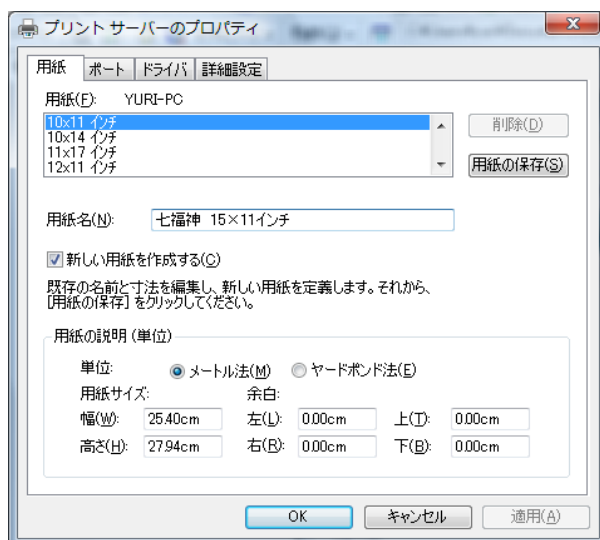 プリント サーバーのプロパティ
用紙 ポート ドライバ 詳細設定
用紙(F): YURI-PC
10x11 インチ
10x14 インチ
11x17 インチ
12x11 インチ
削除(D)
用紙の保存(S)
用紙名(N): 七福神 15×11インチ
新しい用紙を作成する(C)
既存の名前と寸法を編集し、新しい用紙を定義します。それから、
[用紙の保存] をクリックしてください。
用紙の説明 (単位)
単位: メートル法(M) ヤードポンド法(E)
用紙サイズ: 余白:
幅(W): 25.40cm 左(L): 0.00cm 上(T): 0.00cm
高さ(H): 27.94cm 右(R): 0.00cm 下(B): 0.00cm
OK キャンセル 適用(A)